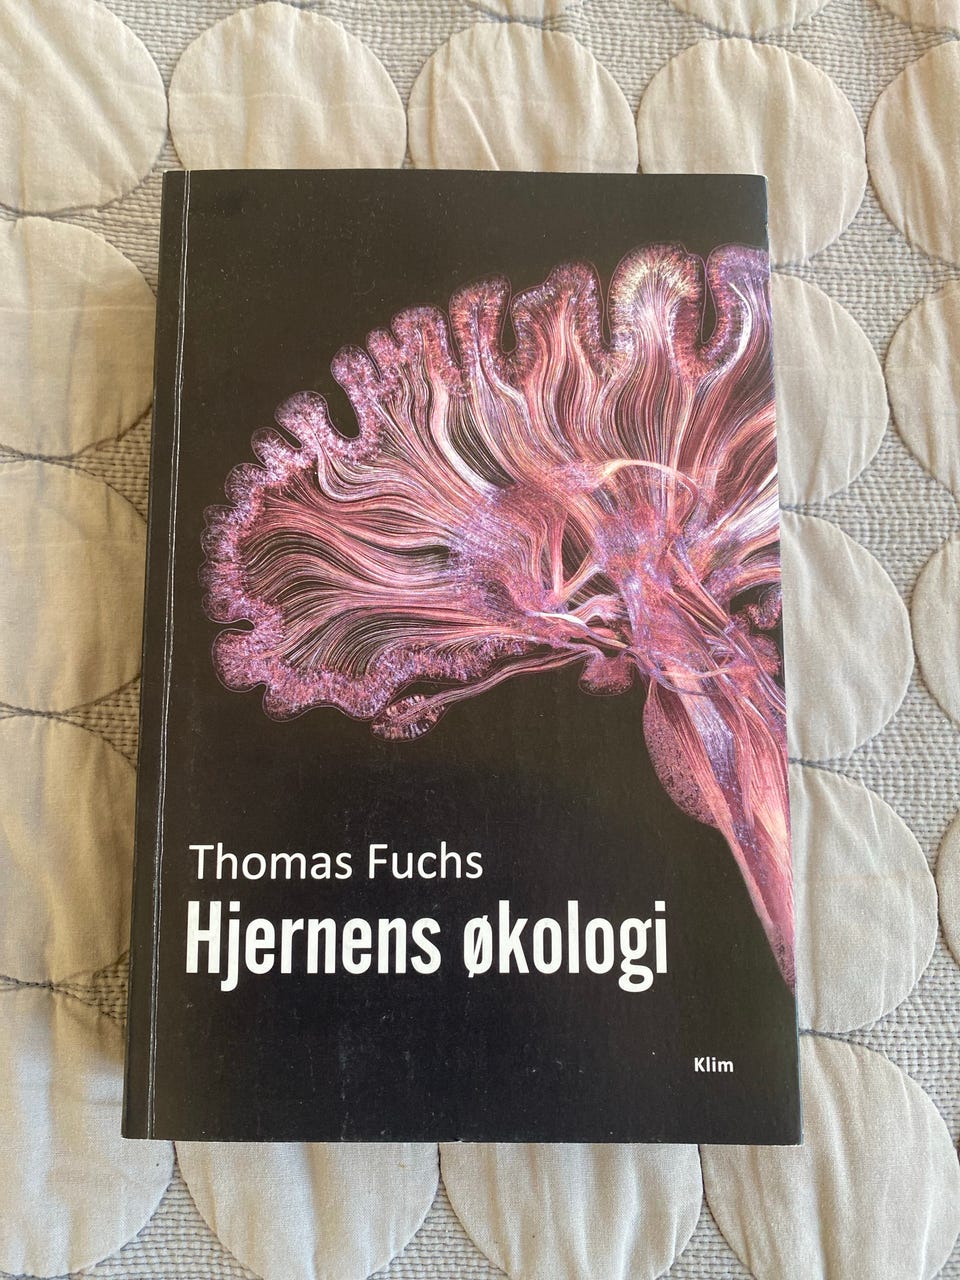 Thomas Fuchs
Hjernens økologi
Klim